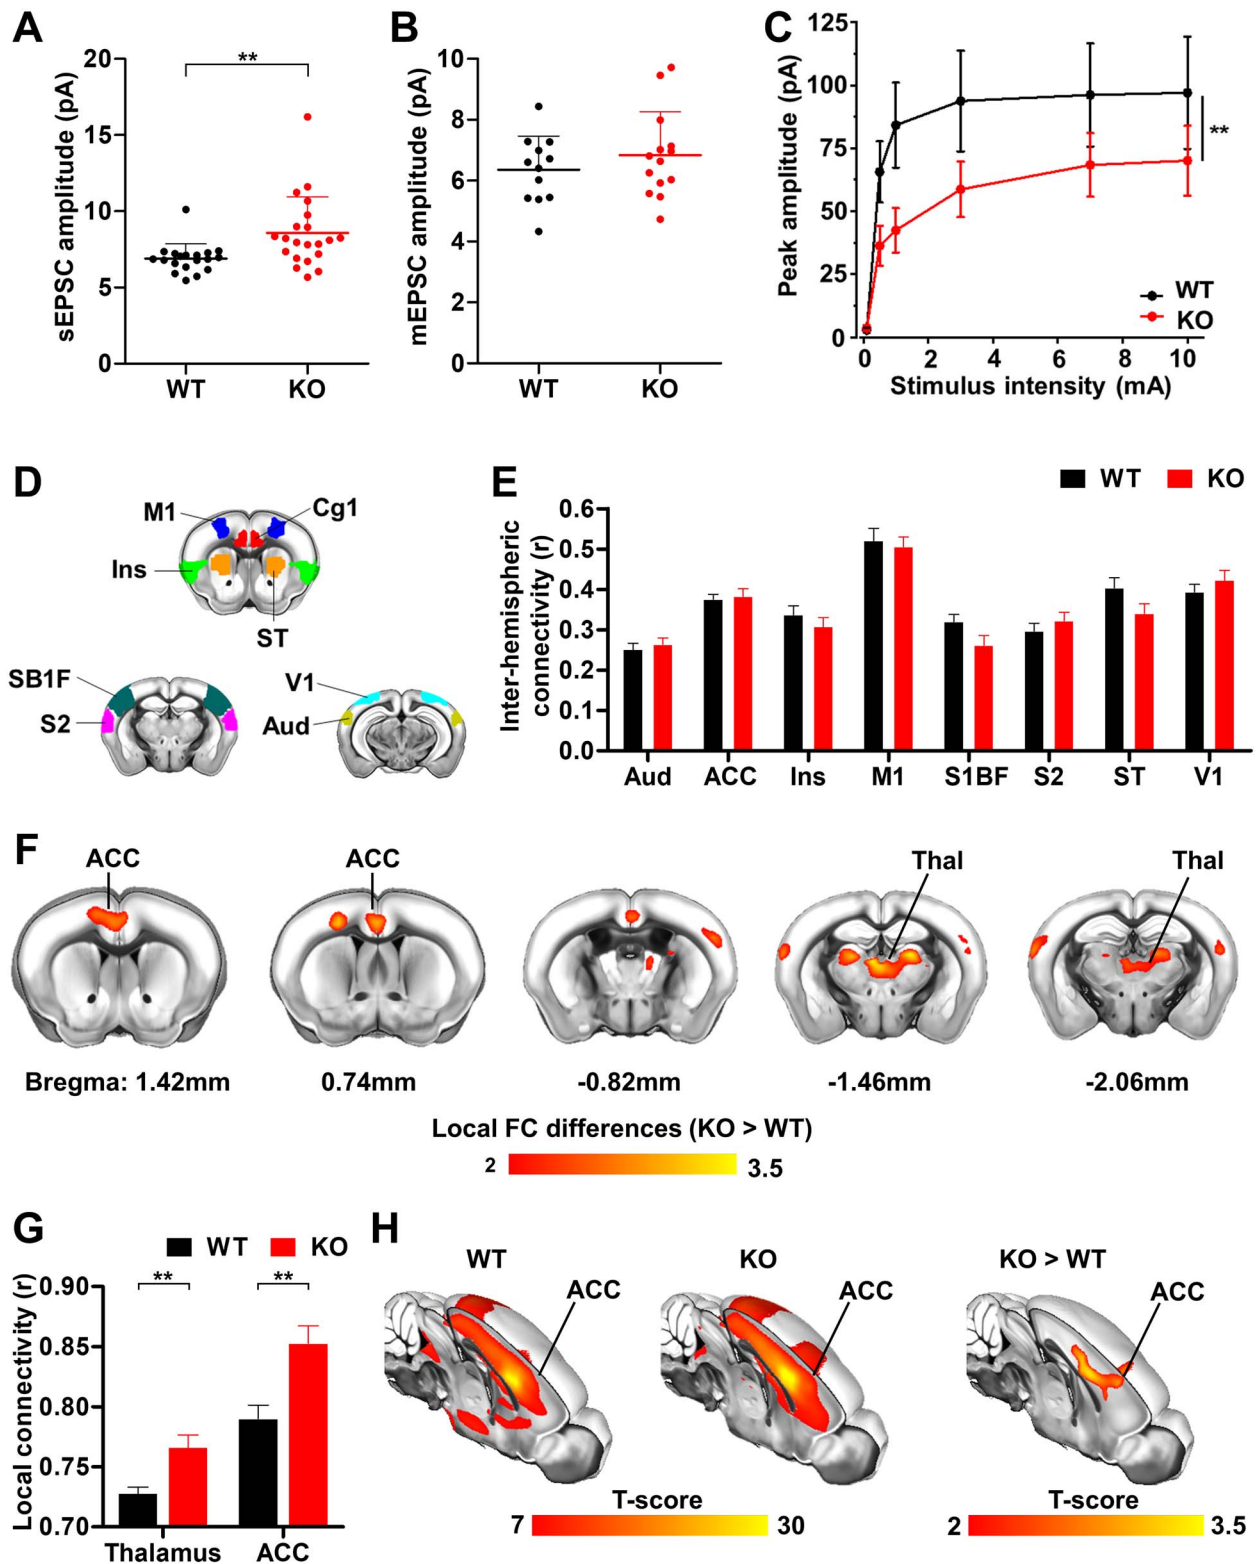 A
sEPSC amplitude (pA)
20
15
10
5
0
**
WT
KO
B
mEPSC amplitude (pA)
10
8
6
4
2
0
WT
KO
C
Peak amplitude (pA)
125
100
75
50
25
0
**
WT
KO
0 2 4 6 8 10
Stimulus intensity (mA)
D
M1
Cg1
Ins
ST
SB1F
S2
V1
Aud
E
WT KO
Inter-hemispheric
connectivity (r)
0.6
0.5
0.4
0.3
0.2
0.1
0.0
Aud ACC Ins M1 S1BF S2 ST V1
F
ACC
ACC
Thal
Thal
Bregma: 1.42mm
0.74mm
-0.82mm
-1.46mm
-2.06mm
Local FC differences (KO > WT)
2
3.5
G
WT KO
Local connectivity (r)
0.90
0.85
0.80
0.75
0.70
**
**
Thalamus
ACC
H
WT
KO
KO > WT
ACC
ACC
ACC
T-score
7
30
T-score
2
3.5